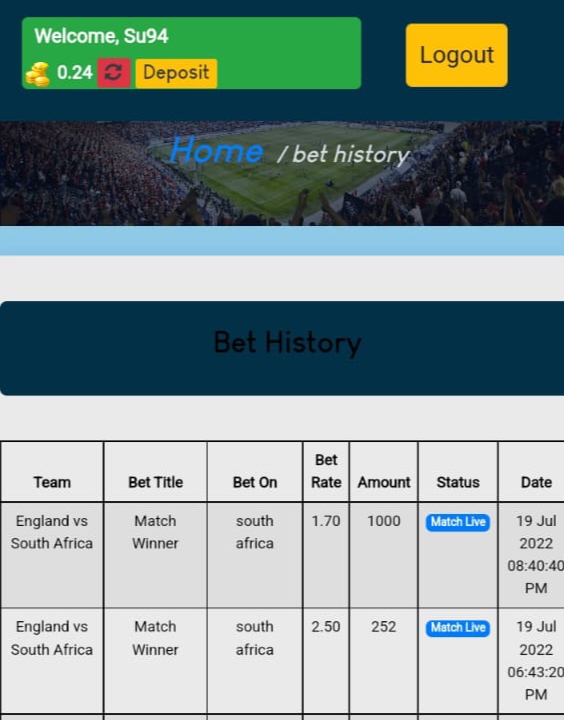 Welcome, Su94
0.24 Deposit
Logout
Home / bet history
Bet History
Team Bet Title Bet On Bet Rate Amount Status Date
England vs South Africa Match Winner south africa 1.70 1000 Match Live 19 Jul 2022 08:40:40 PM
England vs South Africa Match Winner south africa 2.50 252 Match Live 19 Jul 2022 06:43:20 PM